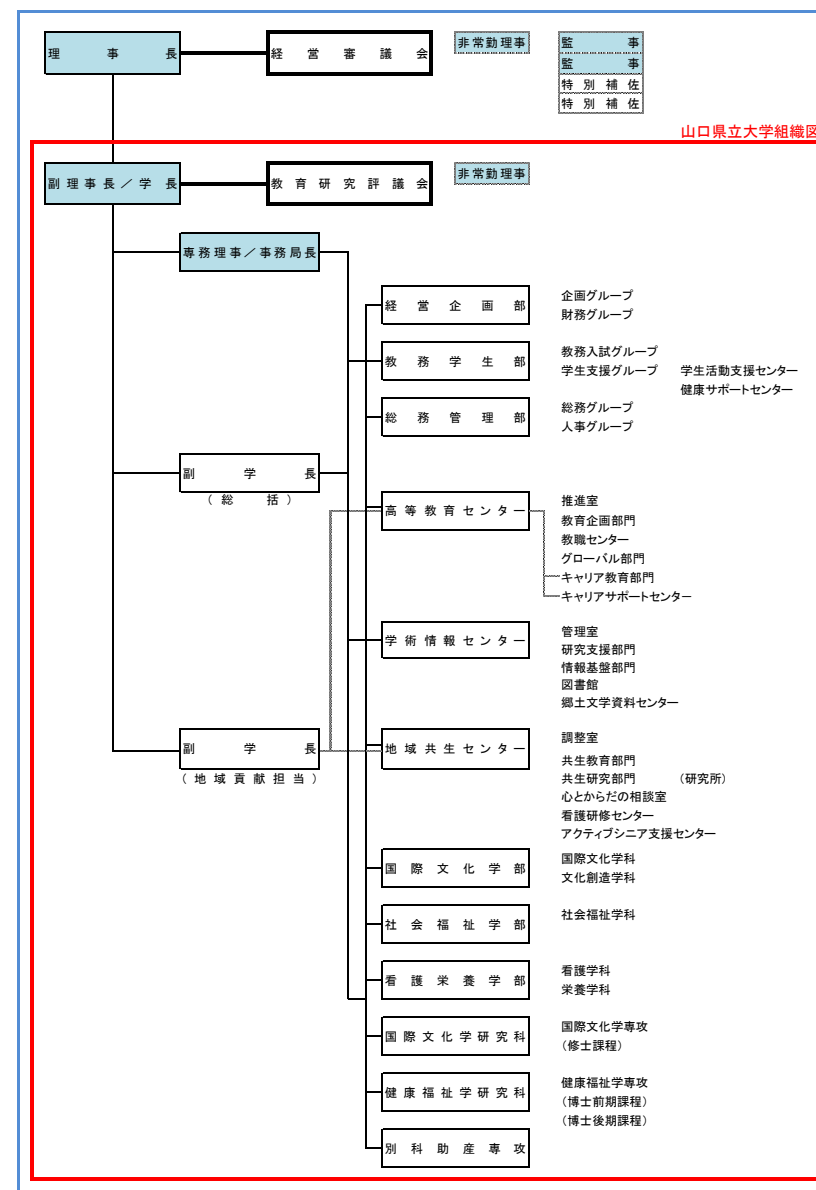 理事長
経営審議会
非常勤理事
監事
監事
特別補佐
特別補佐
山口県立大学組織図
副理事長／学長
教育研究評議会
非常勤理事
専務理事／事務局長
経営企画部
企画グループ
財務グループ
教務学生部
教務入試グループ
学生支援グループ 学生活動支援センター
健康サポートセンター
総務管理部
総務グループ
人事グループ
副学長
（総括）
高等教育センター
推進室
教育企画部門
教職センター
グローバル部門
キャリア教育部門
キャリアサポートセンター
学術情報センター
管理室
研究支援部門
情報基盤部門
図書館
郷土文学資料センター
副学長
（地域貢献担当）
地域共生センター
調整室
共生教育部門
共生研究部門 （研究所）
心とからだの相談室
看護研修センター
アクティブシニア支援センター
国際文化学部
国際文化学科
文化創造学科
社会福祉学部
社会福祉学科
看護栄養学部
看護学科
栄養学科
国際文化学研究科
国際文化学専攻
（修士課程）
健康福祉学研究科
健康福祉学専攻
（博士前期課程）
（博士後期課程）
別科助産専攻